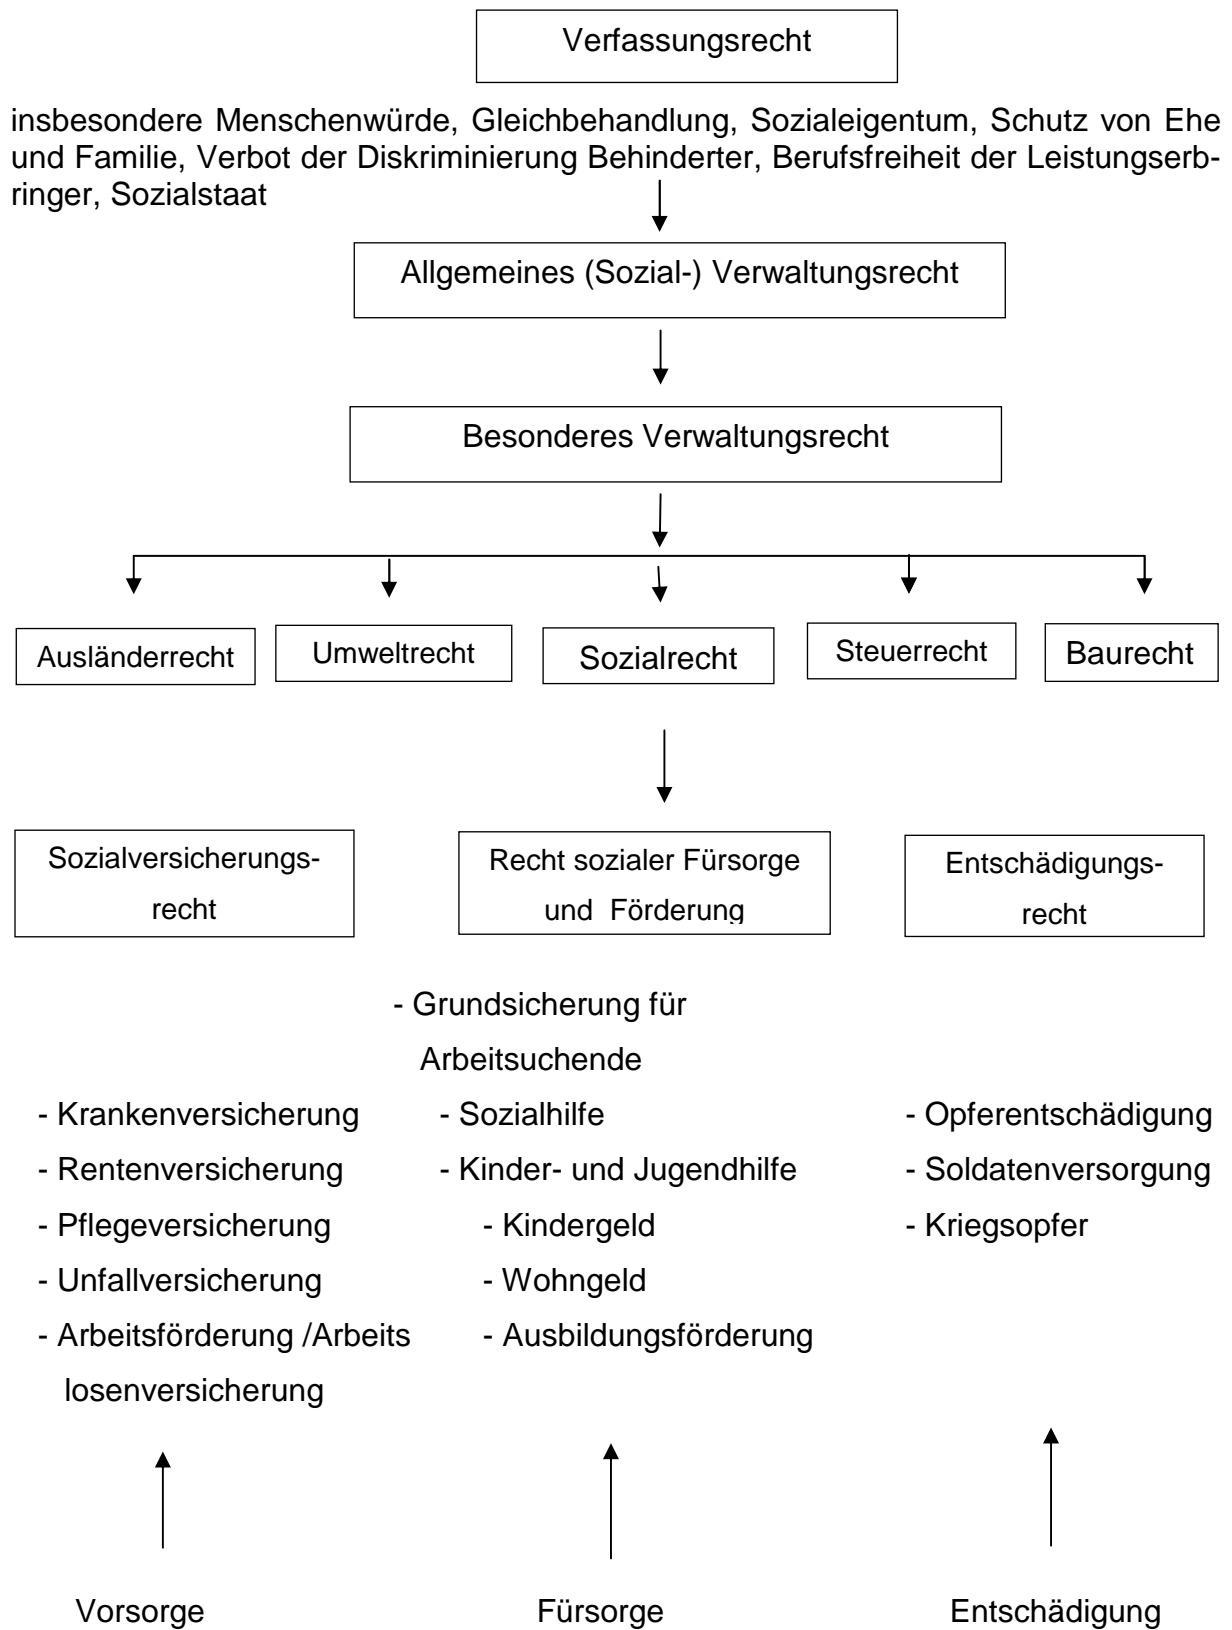 Verfassungsrecht
insbesondere Menschenwürde, Gleichbehandlung, Sozialeigentum, Schutz von Ehe
und Familie, Verbot der Diskriminierung Behinderter, Berufsfreiheit der Leistungserb-
ringer, Sozialstaat
Allgemeines (Sozial-) Verwaltungsrecht
Besonderes Verwaltungsrecht
Ausländerrecht
Umweltrecht
Sozialrecht
Steuerrecht
Baurecht
Sozialversicherungs-
recht
Recht sozialer Fürsorge
und Förderung
Entschädigungs-
recht
- Krankenversicherung
- Rentenversicherung
- Pflegeversicherung
- Unfallversicherung
- Arbeitsförderung /Arbeits
losenversicherung
- Grundsicherung für
Arbeitsuchende
- Sozialhilfe
- Kinder- und Jugendhilfe
- Kindergeld
- Wohngeld
- Ausbildungsförderung
- Opferentschädigung
- Soldatenversorgung
- Kriegsopfer
Vorsorge
Fürsorge
Entschädigung